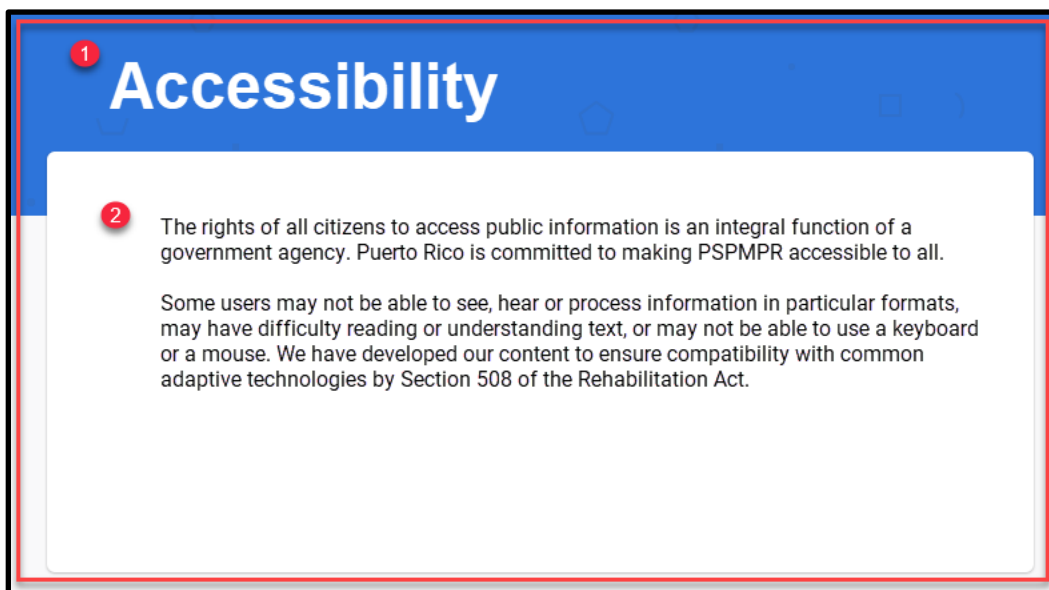 1
Accessibility
2
The rights of all citizens to access public information is an integral function of a
government agency. Puerto Rico is committed to making PSPMPR accessible to all.
Some users may not be able to see, hear or process information in particular formats,
may have difficulty reading or understanding text, or may not be able to use a keyboard
or a mouse. We have developed our content to ensure compatibility with common
adaptive technologies by Section 508 of the Rehabilitation Act.